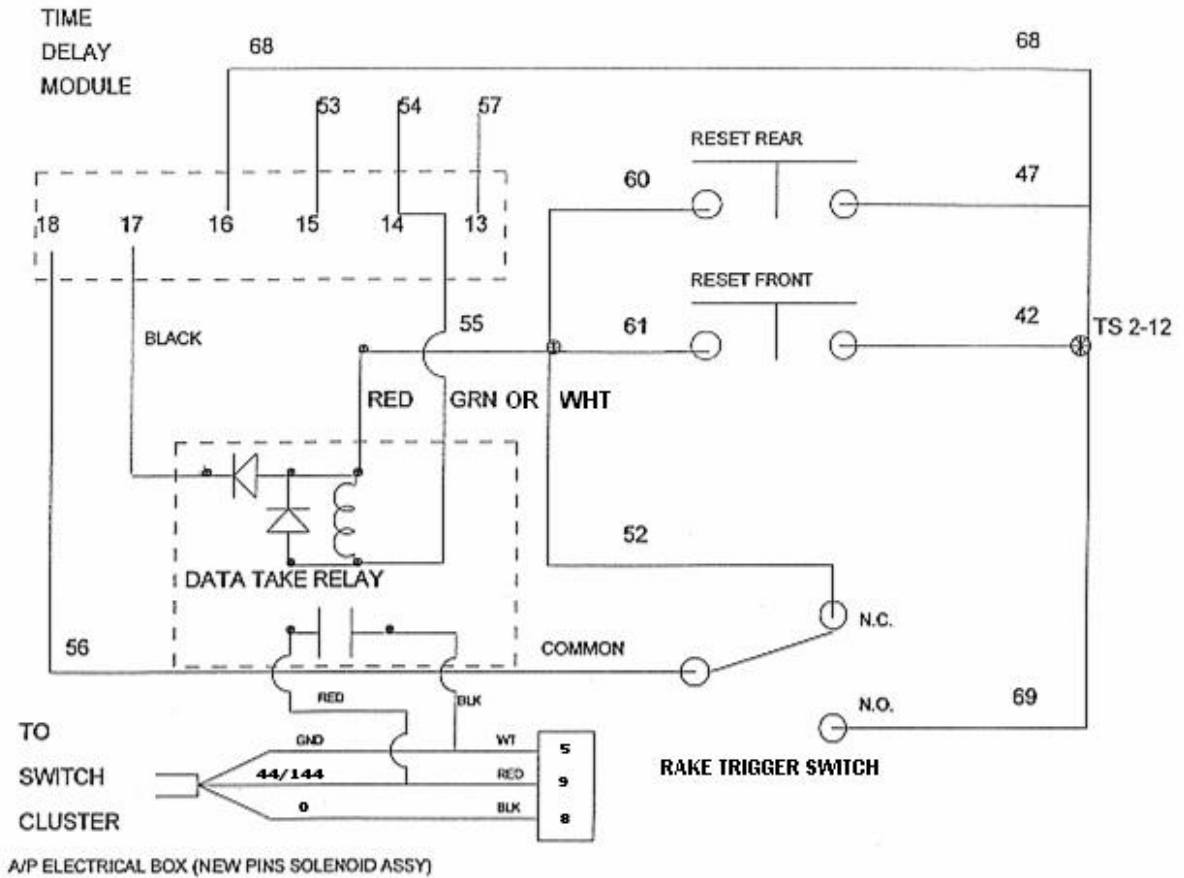 TIME
DELAY
MODULE
68
68
53
54
57
RESET REAR
60
47
18
17
16
15
14
13
RESET FRONT
BLACK
55
61
42
TS 2-12
RED GRN OR WHT
52
DATA TAKE RELAY
N.C.
56
COMMON
RED
BLK
N.O.
69
TO
SWITCH
CLUSTER
GND
WT
5
44/144
RED
9
0
BLK
8
RAKE TRIGGER SWITCH
A/P ELECTRICAL BOX (NEW PINS SOLENOID ASSY)